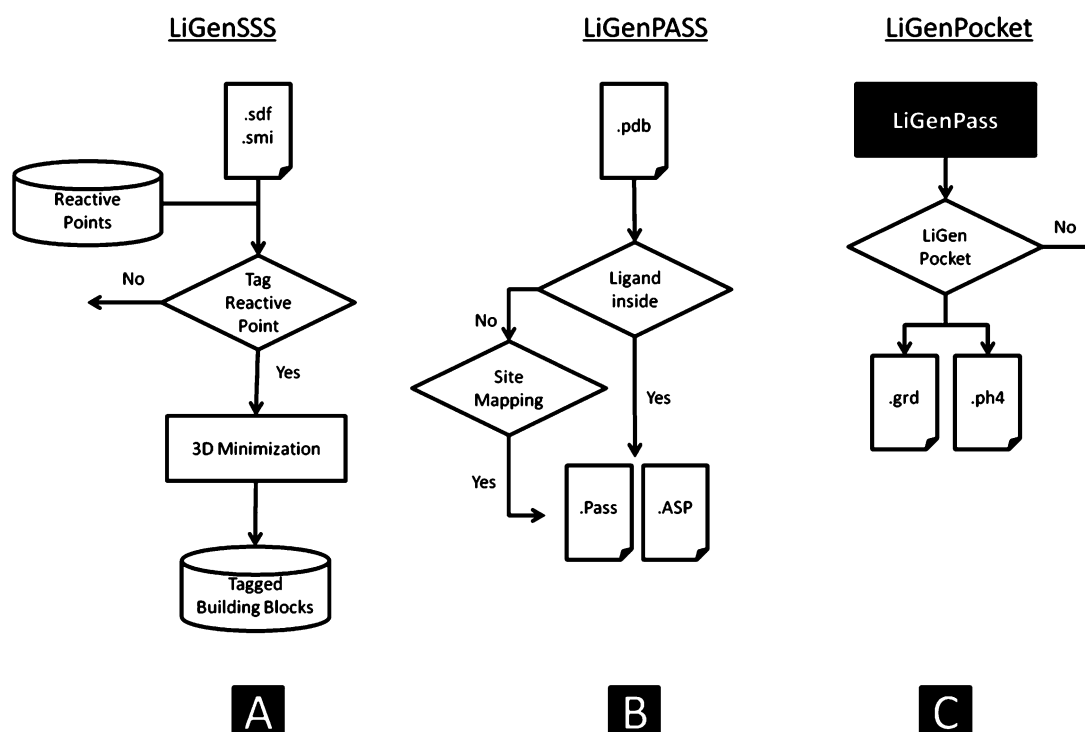 LiGenSSS
.sdf
.smi
Reactive
Points
Tag
Reactive
Point
No
Yes
3D Minimization
Tagged
Building Blocks
A
LiGenPASS
.pdb
Ligand
inside
No
Site
Mapping
Yes
Yes
.Pass
.ASP
B
LiGenPocket
LiGenPass
LiGen
Pocket
No
.grd
.ph4
C